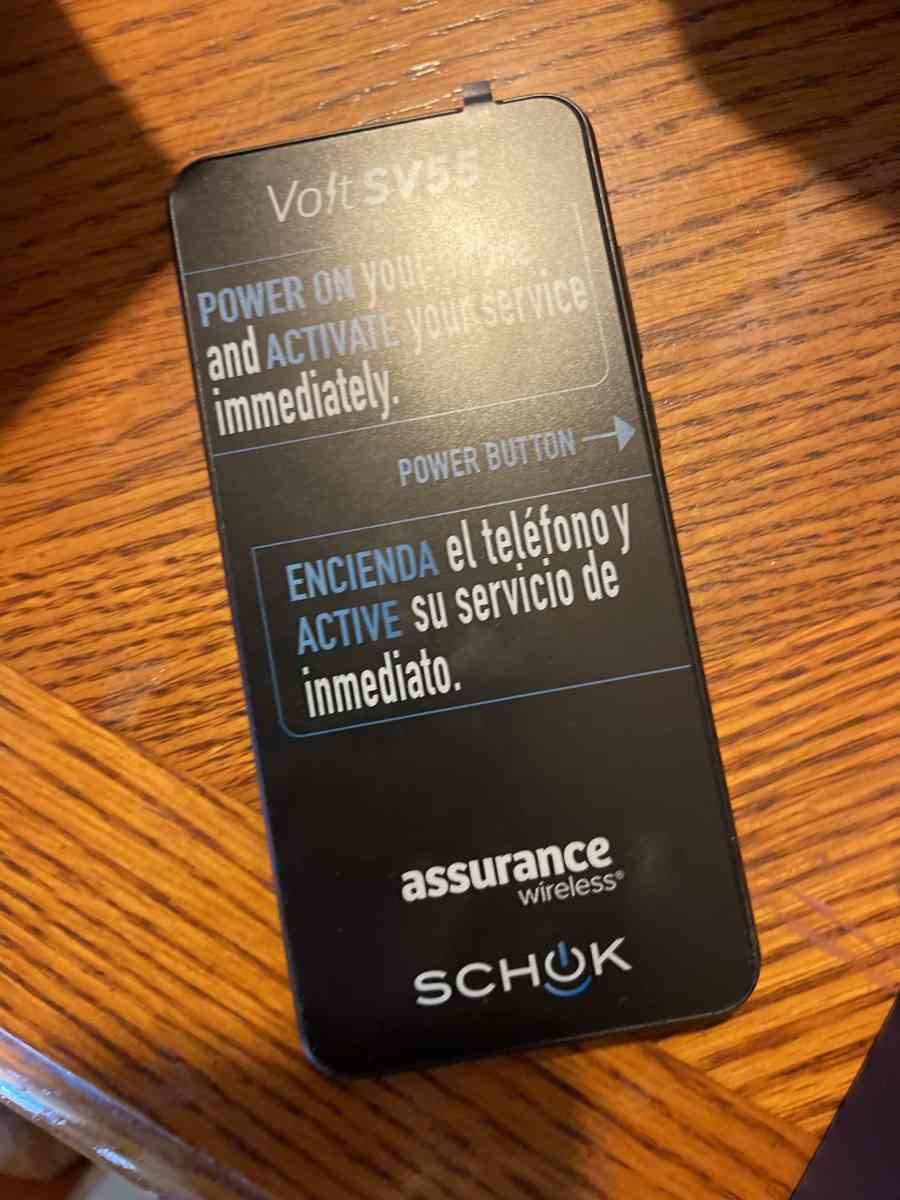 Volt SV55
POWER ON your phone
and ACTIVATE your service
immediately.
POWER BUTTON
ENCIENDA el teléfono y
ACTIVE su servicio de
inmediato.
assurance
wireless®
SCHOK